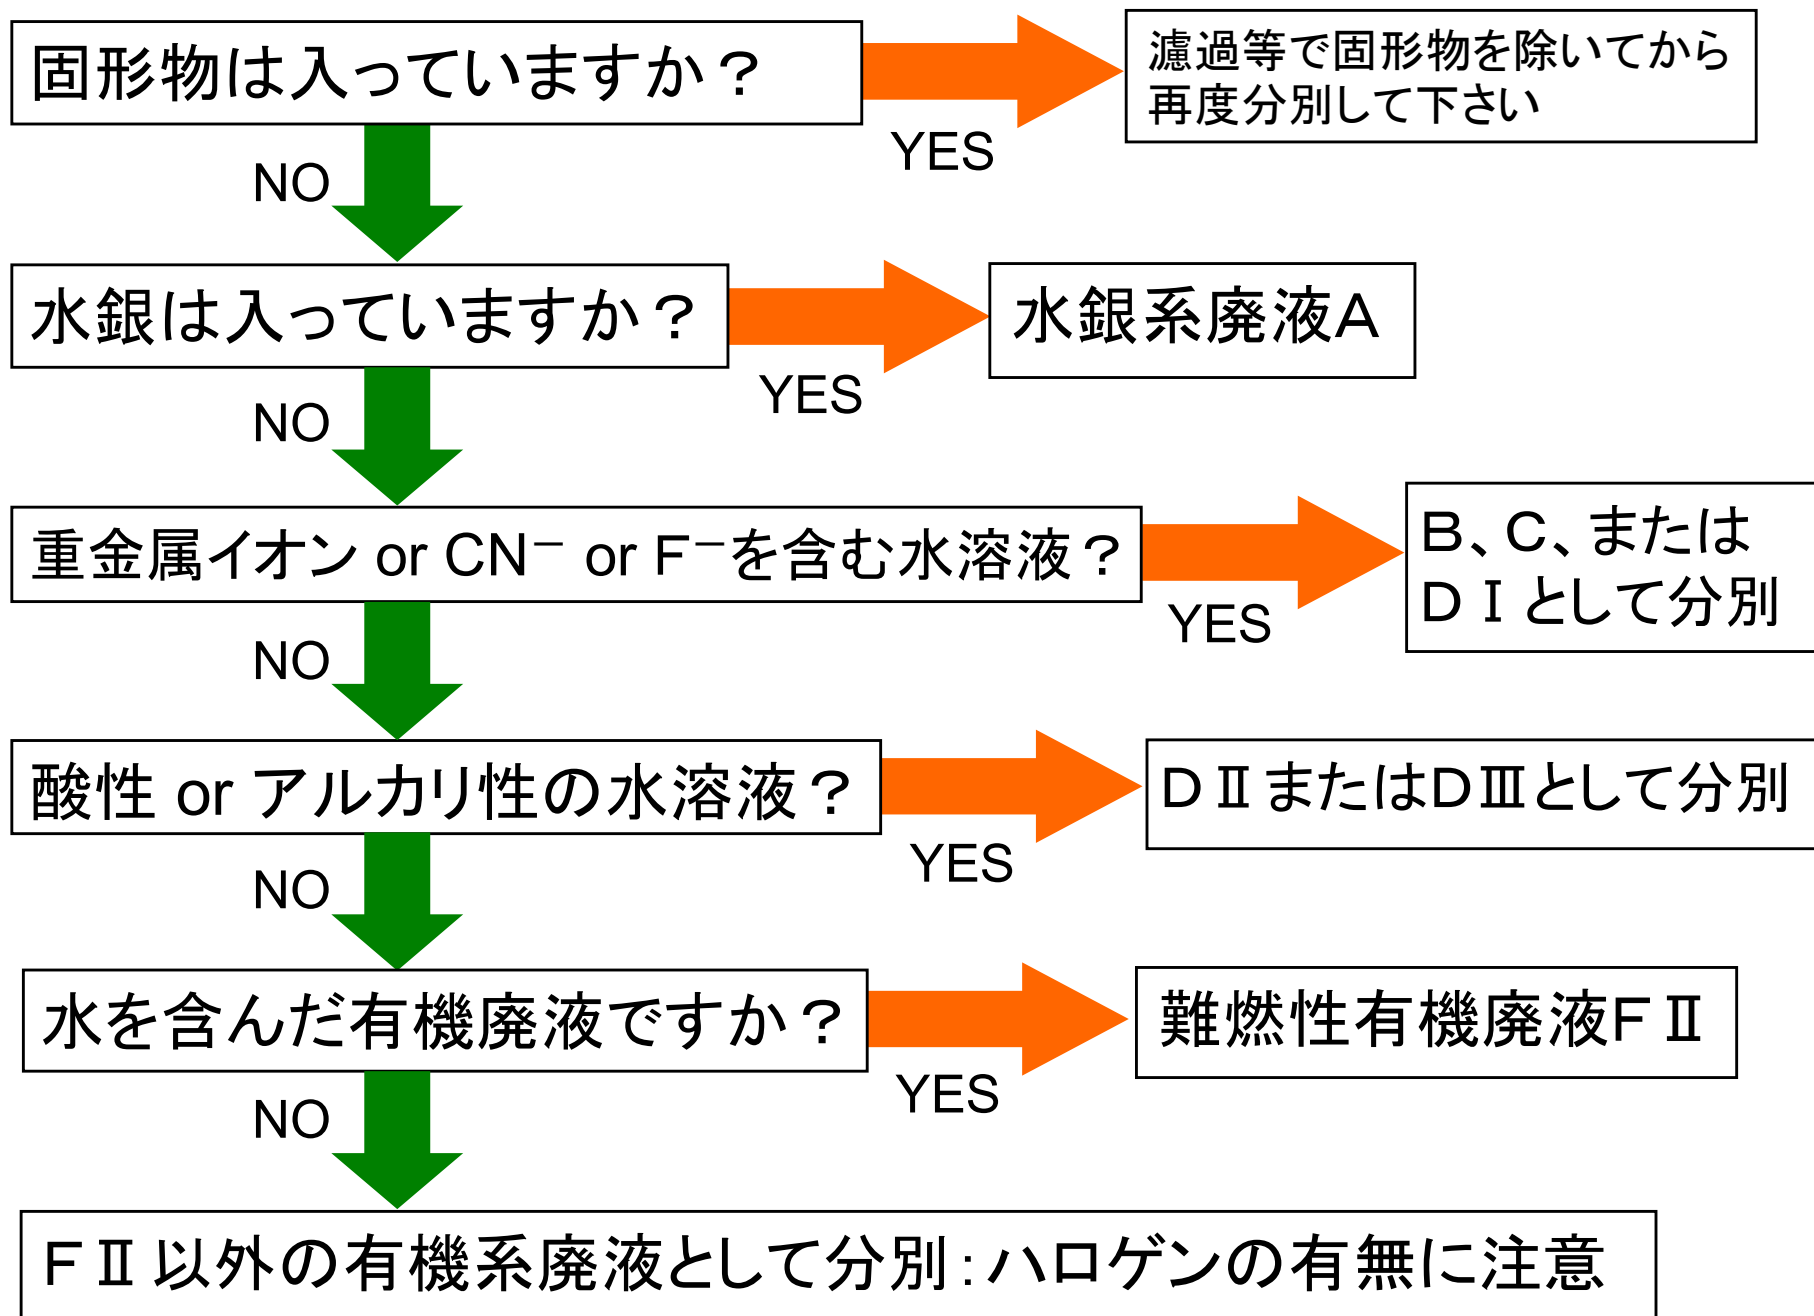 固形物は入っていますか？
濾過等で固形物を除いてから
再度分別して下さい
YES
NO
水銀は入っていますか？
水銀系廃液A
YES
NO
重金属イオン or CN⁻ or F⁻を含む水溶液？
B、C、または
DⅠとして分別
YES
NO
酸性 or アルカリ性の水溶液？
DⅡまたはDⅢとして分別
YES
NO
水を含んだ有機廃液ですか？
難燃性有機廃液FⅡ
YES
NO
FⅡ以外の有機系廃液として分別：ハロゲンの有無に注意